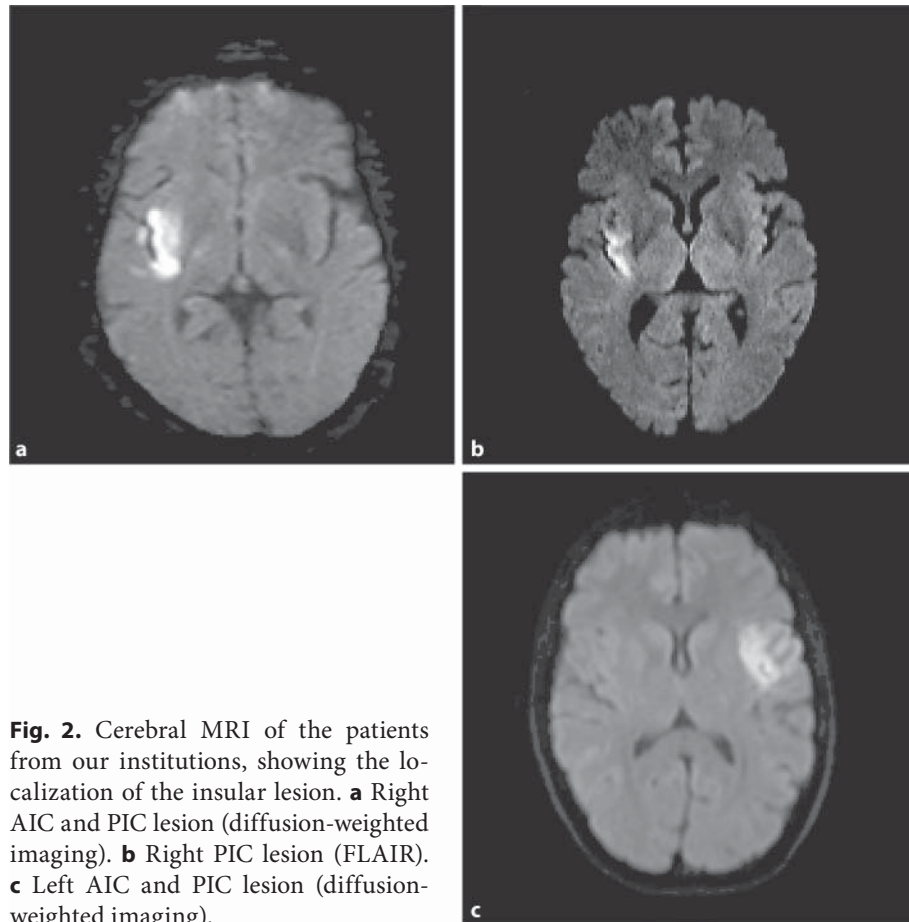 a
b
c
Fig. 2. Cerebral MRI of the patients
from our institutions, showing the lo-
calization of the insular lesion. a Right
AIC and PIC lesion (diffusion-weighted
imaging). b Right PIC lesion (FLAIR).
c Left AIC and PIC lesion (diffusion-
weighted imaging).